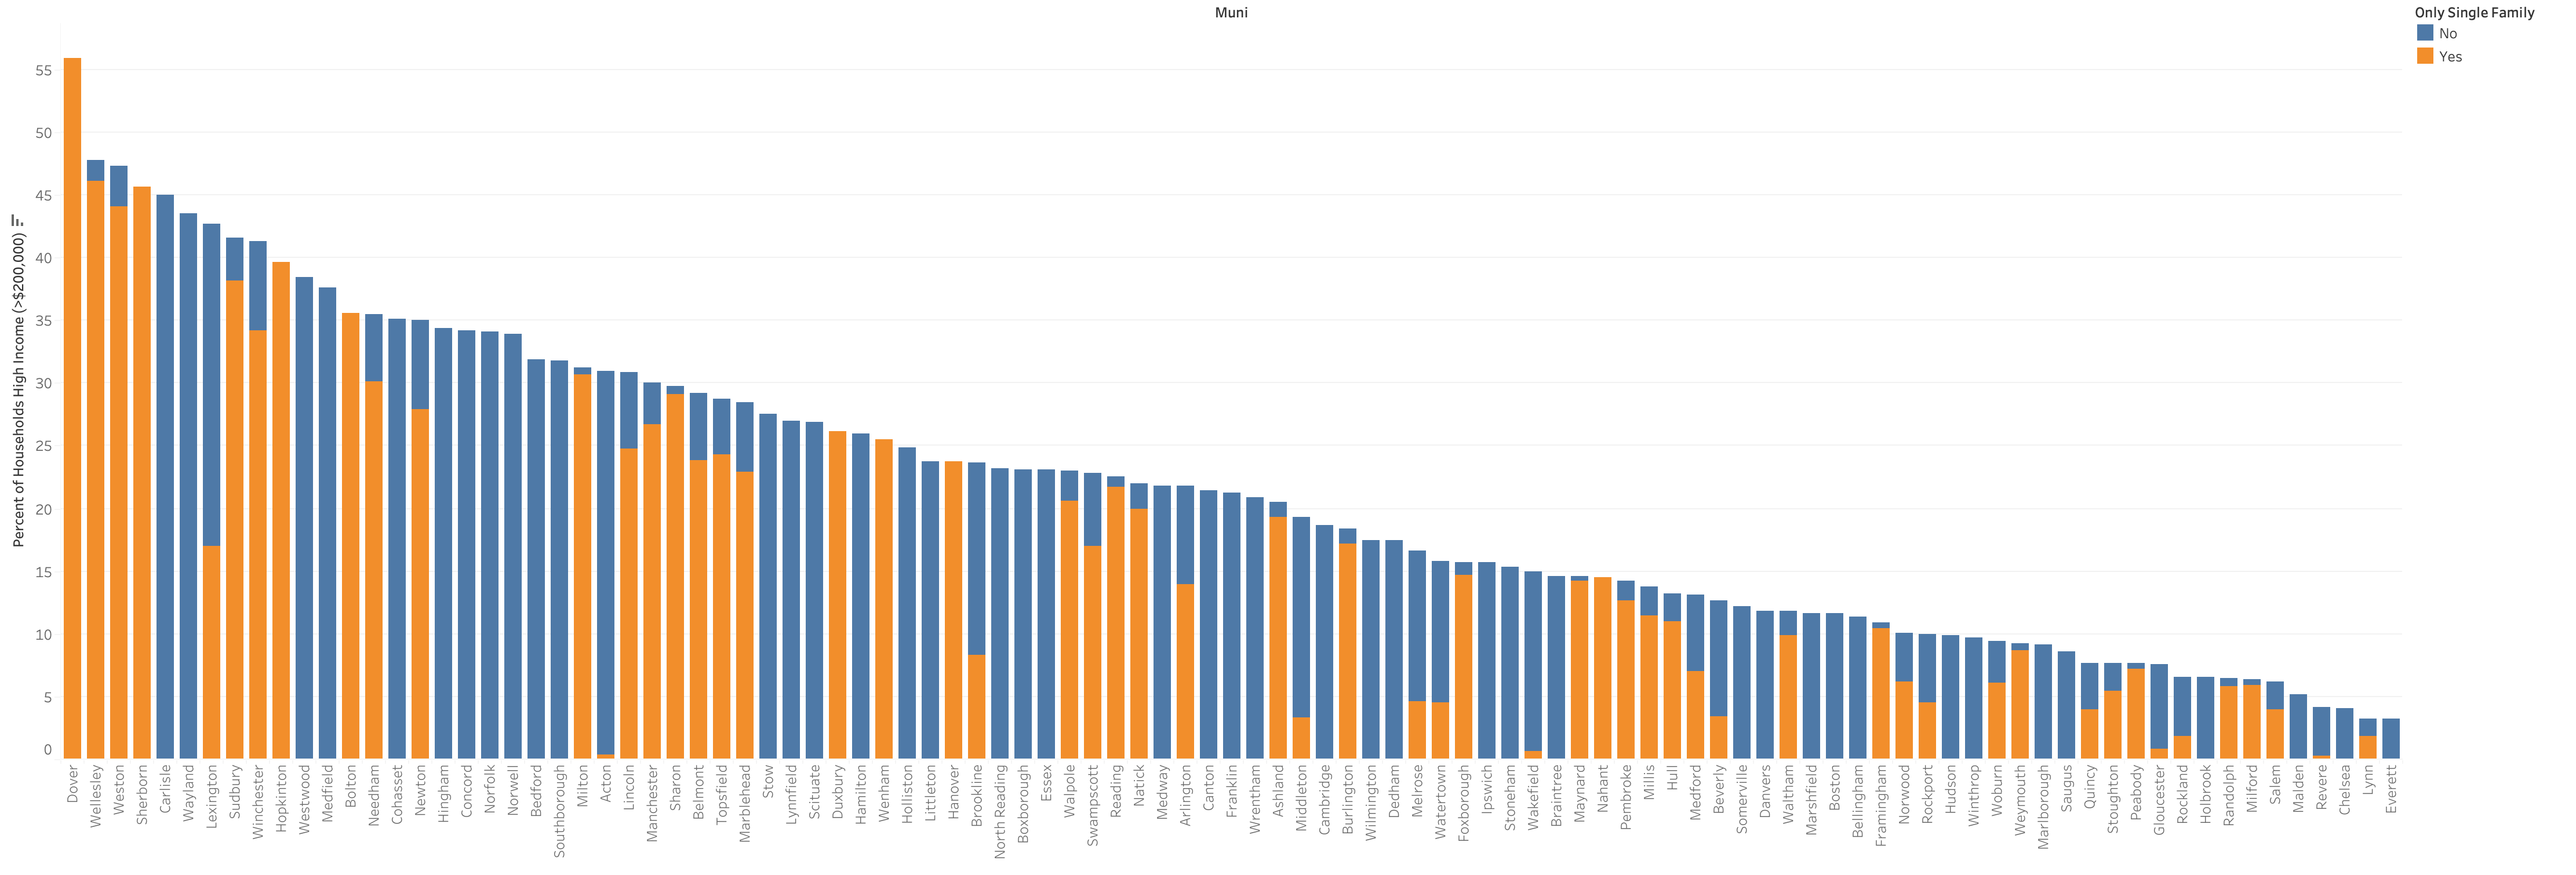 Muni
Only Single Family
No
Yes
Percent of Households High Income (>$200,000)
55
50
45
40
35
30
25
20
15
10
5
0
Dover
Wellesley
Weston
Sherborn
Carlisle
Wayland
Lexington
Sudbury
Winchester
Hopkinton
Westwood
Medfield
Bolton
Needham
Cohasset
Newton
Hingham
Concord
Norfolk
Norwell
Bedford
Southborough
Milton
Acton
Lincoln
Manchester
Sharon
Belmont
Topsfield
Marblehead
Stow
Lynnfield
Scituate
Duxbury
Hamilton
Wenham
Holliston
Littleton
Hanover
Brookline
North Reading
Boxborough
Essex
Walpole
Swampscott
Reading
Natick
Medway
Arlington
Canton
Franklin
Wrentham
Ashland
Middleton
Cambridge
Burlington
Wilmington
Dedham
Melrose
Watertown
Foxborough
Ipswich
Stoneham
Wakefield
Braintree
Maynard
Nahant
Pembroke
Millis
Hull
Medford
Beverly
Somerville
Danvers
Waltham
Marshfield
Boston
Bellingham
Framingham
Norwood
Rockport
Hudson
Winthrop
Woburn
Weymouth
Marlborough
Saugus
Quincy
Stoughton
Peabody
Gloucester
Rockland
Holbrook
Randolph
Milford
Salem
Malden
Revere
Chelsea
Lynn
Everett